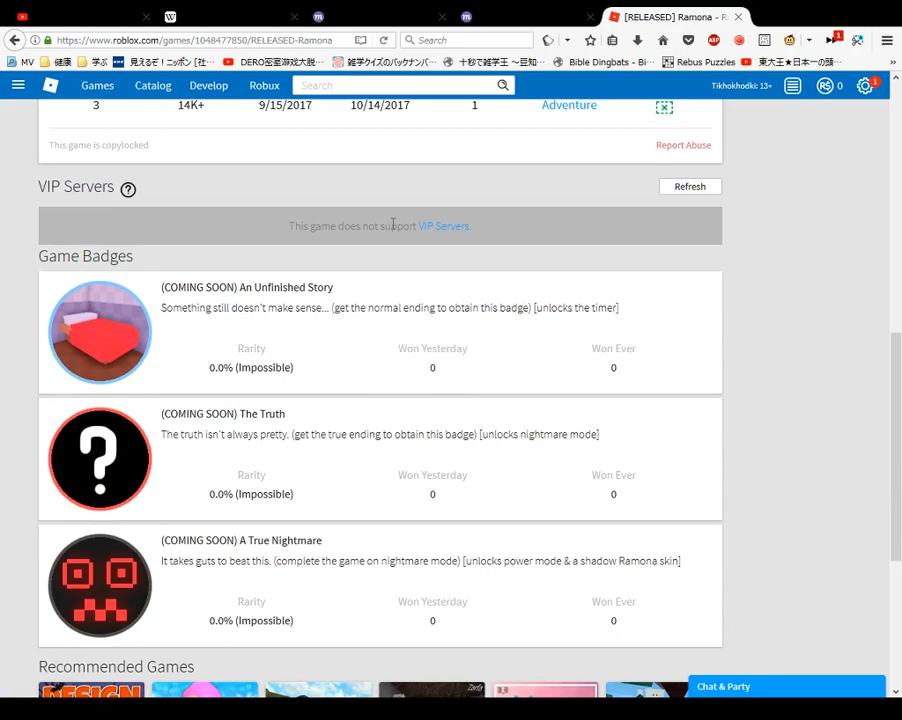 [RELEASED] Ramona - R
https://www.roblox.com/games/1048477850/RELEASED-Ramona
Search
MV
健康
学ぶ
見えるぞ！ニッポン [社…
DERO密室游戏大脱…
雑学クイズのバックナンバ…
十秒で雑学王 ～豆知…
Bible Dingbats - Bi…
Rebus Puzzles
東大王★日本一の頭…
Games
Catalog
Develop
Robux
Search
Tikhokhodki: 13+
R$ 0
1
3
14K+
9/15/2017
10/14/2017
1
Adventure
This game is copylocked
Report Abuse
VIP Servers ?
Refresh
This game does not support VIP Servers.
Game Badges
(COMING SOON) An Unfinished Story
Something still doesn't make sense... (get the normal ending to obtain this badge) [unlocks the timer]
Rarity
Won Yesterday
Won Ever
0.0% (Impossible)
0
0
(COMING SOON) The Truth
The truth isn't always pretty. (get the true ending to obtain this badge) [unlocks nightmare mode]
Rarity
Won Yesterday
Won Ever
0.0% (Impossible)
0
0
(COMING SOON) A True Nightmare
It takes guts to beat this. (complete the game on nightmare mode) [unlocks power mode & a shadow Ramona skin]
Rarity
Won Yesterday
Won Ever
0.0% (Impossible)
0
0
Recommended Games
DESIGN
Chat & Party